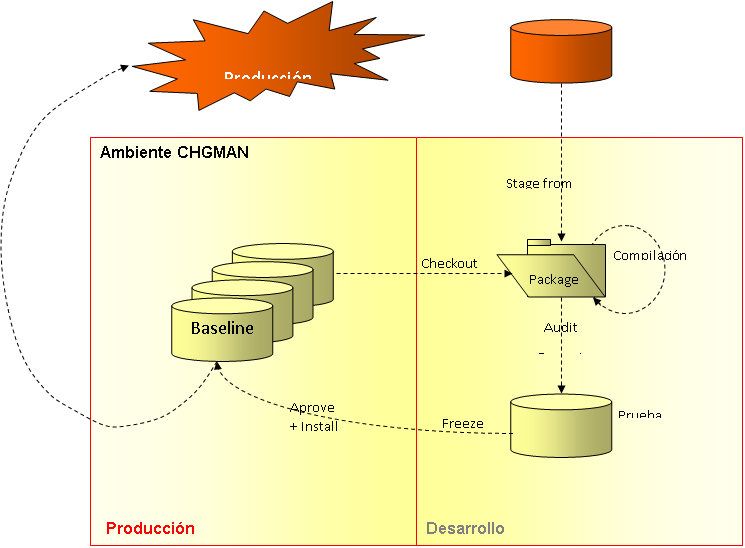 Producción
Ambiente CHGMAN
Stage from
Checkout
Compilación
Package
Baseline
Audit
Aprove
+ Install
Freeze
Prueba
Producción
Desarrollo